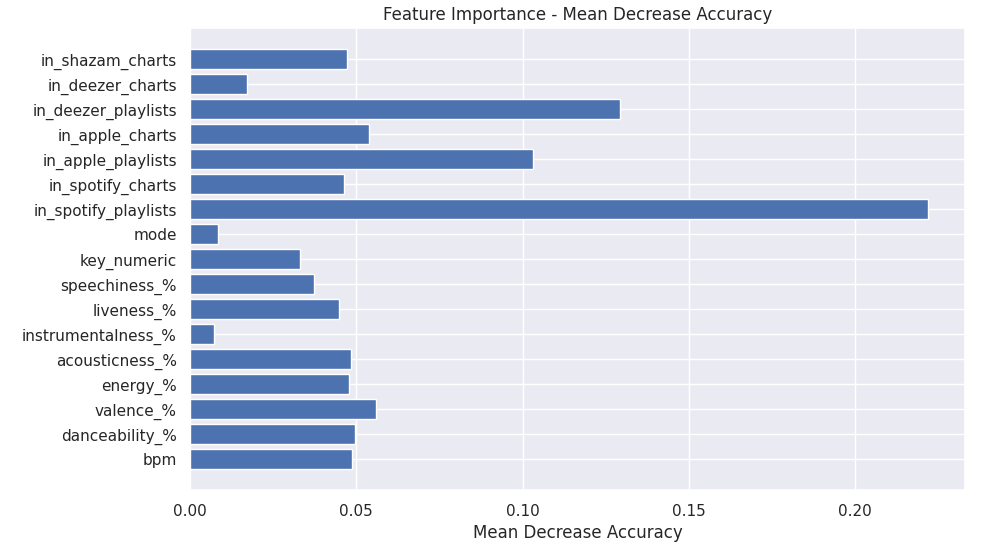 Feature Importance - Mean Decrease Accuracy
in_shazam_charts
in_deezer_charts
in_deezer_playlists
in_apple_charts
in_apple_playlists
in_spotify_charts
in_spotify_playlists
mode
key_numeric
speechiness_%
liveness_%
instrumentalness_%
acousticness_%
energy_%
valence_%
danceability_%
bpm
0.00 0.05 0.10 0.15 0.20
Mean Decrease Accuracy